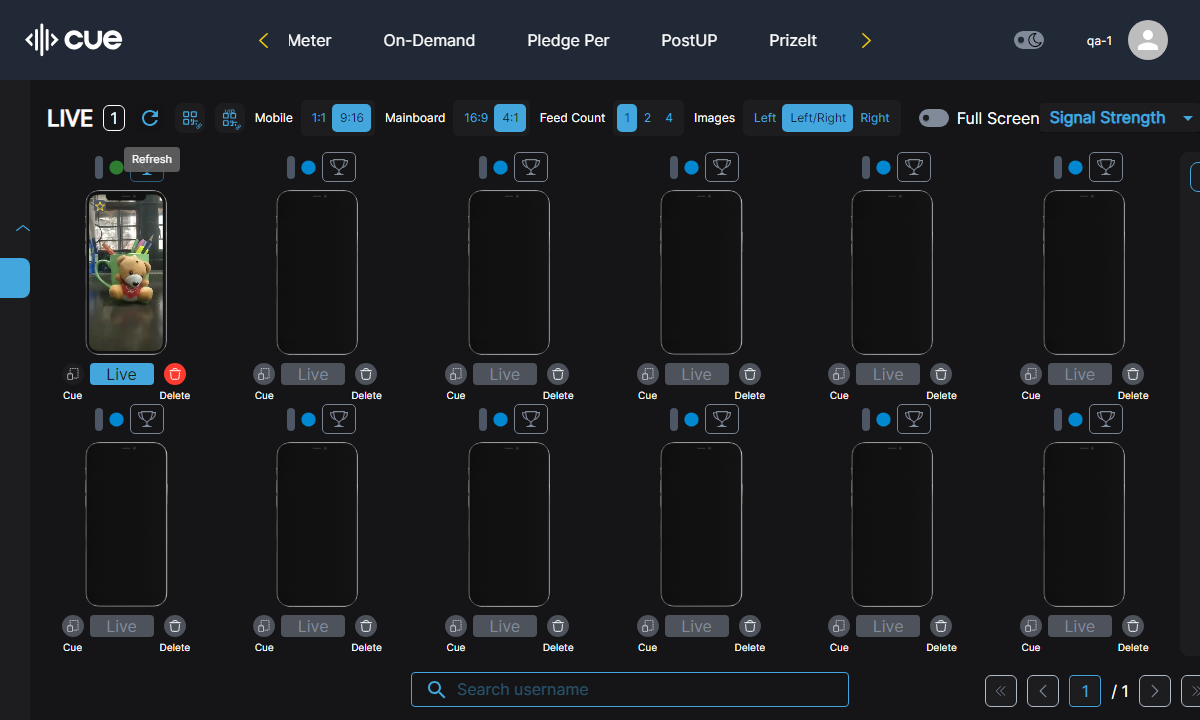 cue
Meter On-Demand Pledge Per PostUP PrizeIt
qa-1
LIVE 1 Mobile 1:1 9:16 Mainboard 16:9 4:1 Feed Count 1 2 4 Images Left Left/Right Right Full Screen Signal Strength
Refresh
Live Live Live Live Live Live
Cue Delete Cue Delete Cue Delete Cue Delete Cue Delete Cue Delete
Live Live Live Live Live Live
Cue Delete Cue Delete Cue Delete Cue Delete Cue Delete Cue Delete
Search username
1 / 1